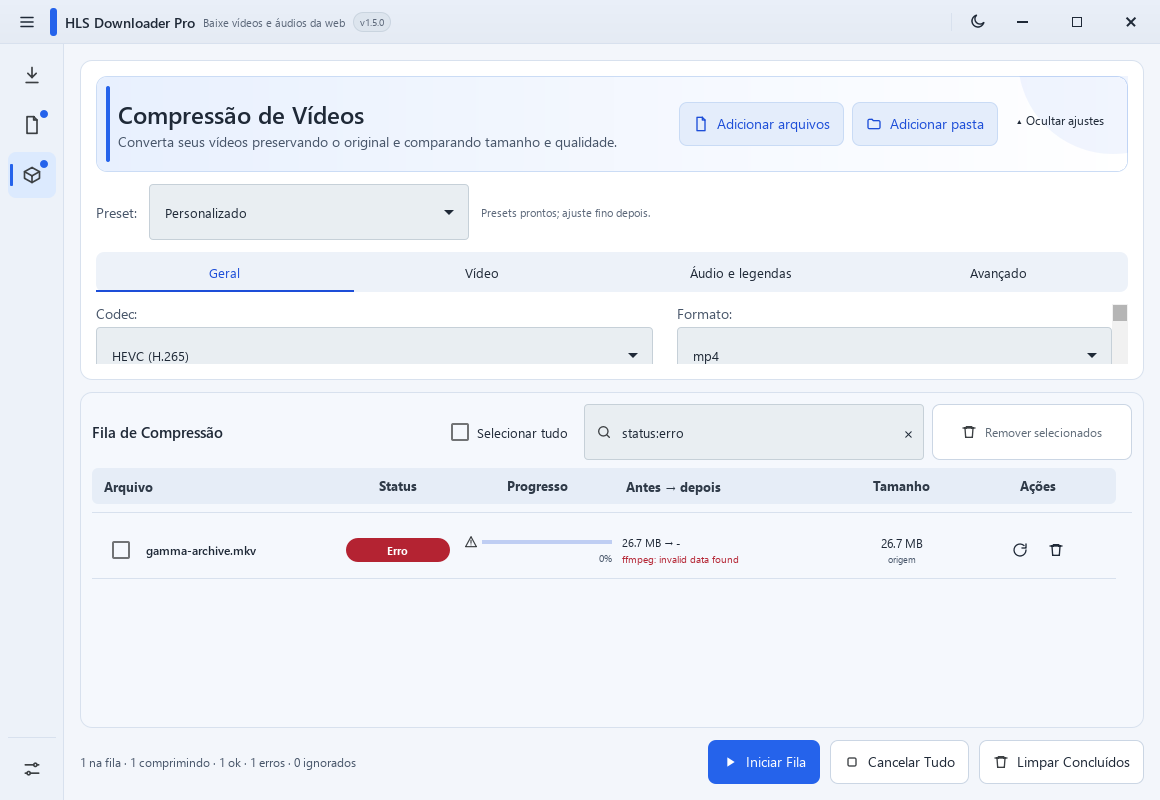 HLS Downloader Pro Baixe vídeos e áudios da web v1.5.0
Compressão de Vídeos
Converta seus vídeos preservando o original e comparando tamanho e qualidade.
Adicionar arquivos
Adicionar pasta
Ocultar ajustes
Preset: Personalizado Presets prontos; ajuste fino depois.
Geral Vídeo Áudio e legendas Avançado
Codec: Formato:
HEVC (H.265) mp4
Fila de Compressão Selecionar tudo status:erro × Remover selecionados
Arquivo Status Progresso Antes → depois Tamanho Ações
gamma-archive.mkv Erro 0% 26.7 MB → - 26.7 MB
ffmpeg: invalid data found origem
1 na fila · 1 comprimindo · 1 ok · 1 erros · 0 ignorados Iniciar Fila Cancelar Tudo Limpar Concluídos